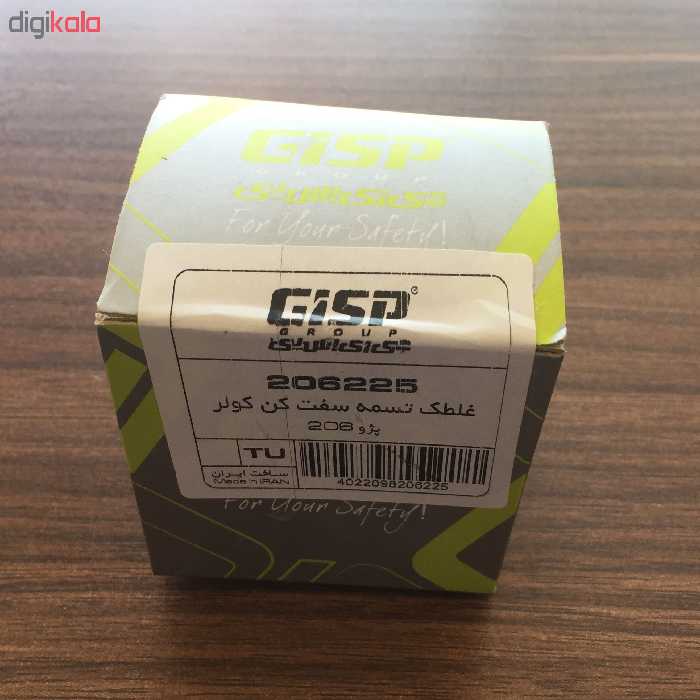 digikala
GISP
GROUP
For Your Safety!
GISP®
GROUP
206225
غلطک تسمه سفت کن کولر
پژو 206
TU
ساخت ایران
Made in IRAN
4022098206225
For Your Safety!